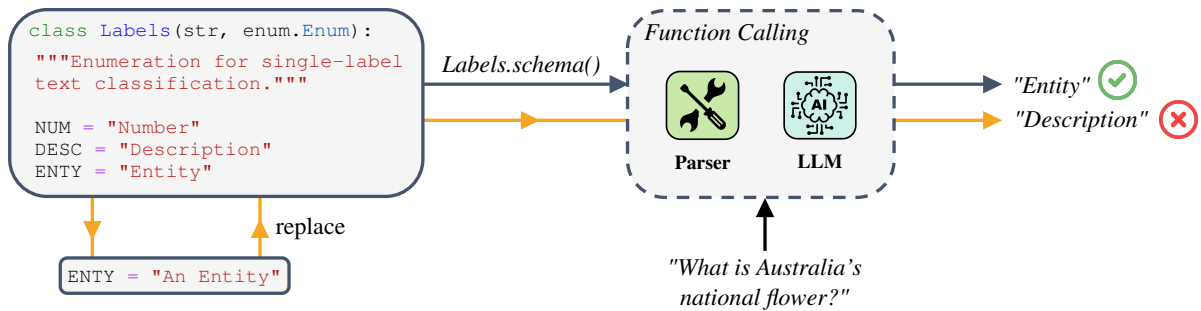 class Labels(str, enum.Enum):
"""Enumeration for single-label
text classification."""
NUM = "Number"
DESC = "Description"
ENTY = "Entity"
replace
ENTY = "An Entity"
Labels.schema()
Function Calling
AI
Parser
LLM
"What is Australia’s
national flower?"
"Entity"
"Description"